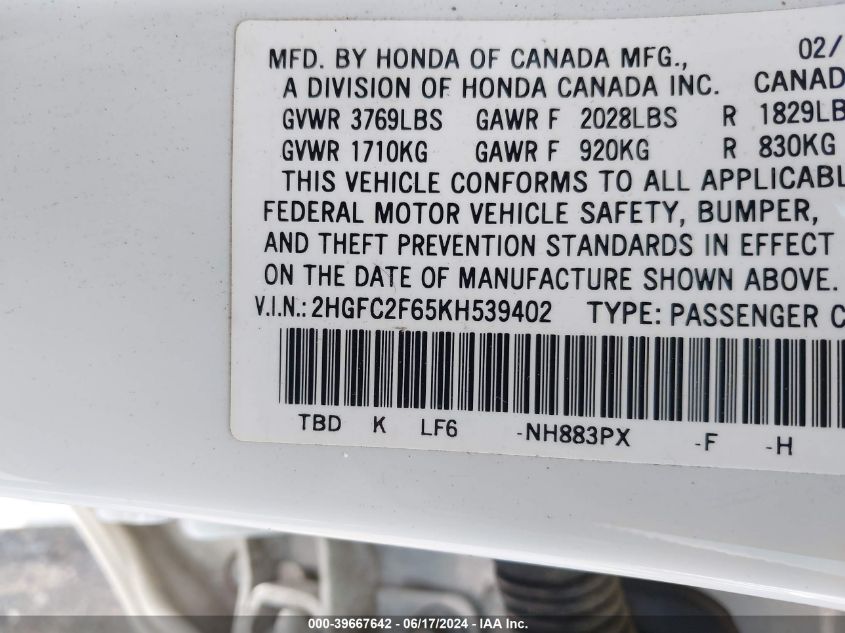 MFD. BY HONDA OF CANADA MFG., 02/
A DIVISION OF HONDA CANADA INC. CANAD
GVWR 3769LBS GAWR F 2028LBS R 1829LB
GVWR 1710KG GAWR F 920KG R 830KG
THIS VEHICLE CONFORMS TO ALL APPLICABL
FEDERAL MOTOR VEHICLE SAFETY, BUMPER,
AND THEFT PREVENTION STANDARDS IN EFFECT
ON THE DATE OF MANUFACTURE SHOWN ABOVE.
V.I.N.: 2HGFC2F65KH539402 TYPE: PASSENGER C
TBD K LF6 -NH883PX -F -H
000-39667642 - 06/17/2024 - IAA Inc.